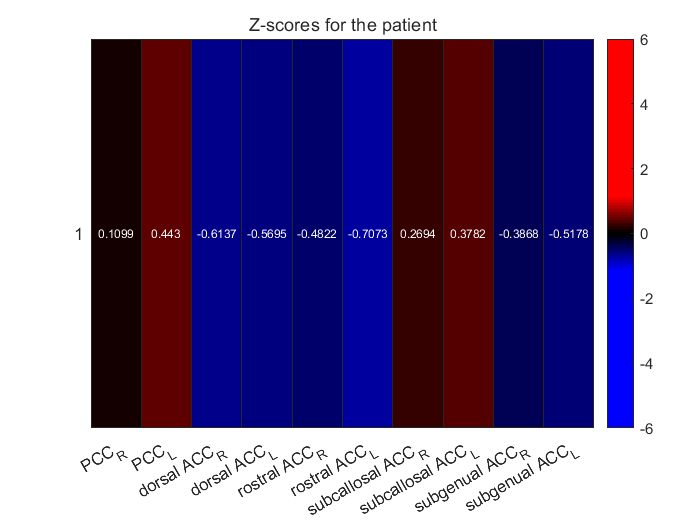 Z-scores for the patient
1
0.1099 0.443 -0.6137 -0.5695 -0.4822 -0.7073 0.2694 0.3782 -0.3868 -0.5178
6
4
2
0
-2
-4
-6
PCC_R
PCC_L
dorsal ACC_R
dorsal ACC_L
rostral ACC_R
rostral ACC_L
subcallosal ACC_R
subcallosal ACC_L
subgenual ACC_R
subgenual ACC_L